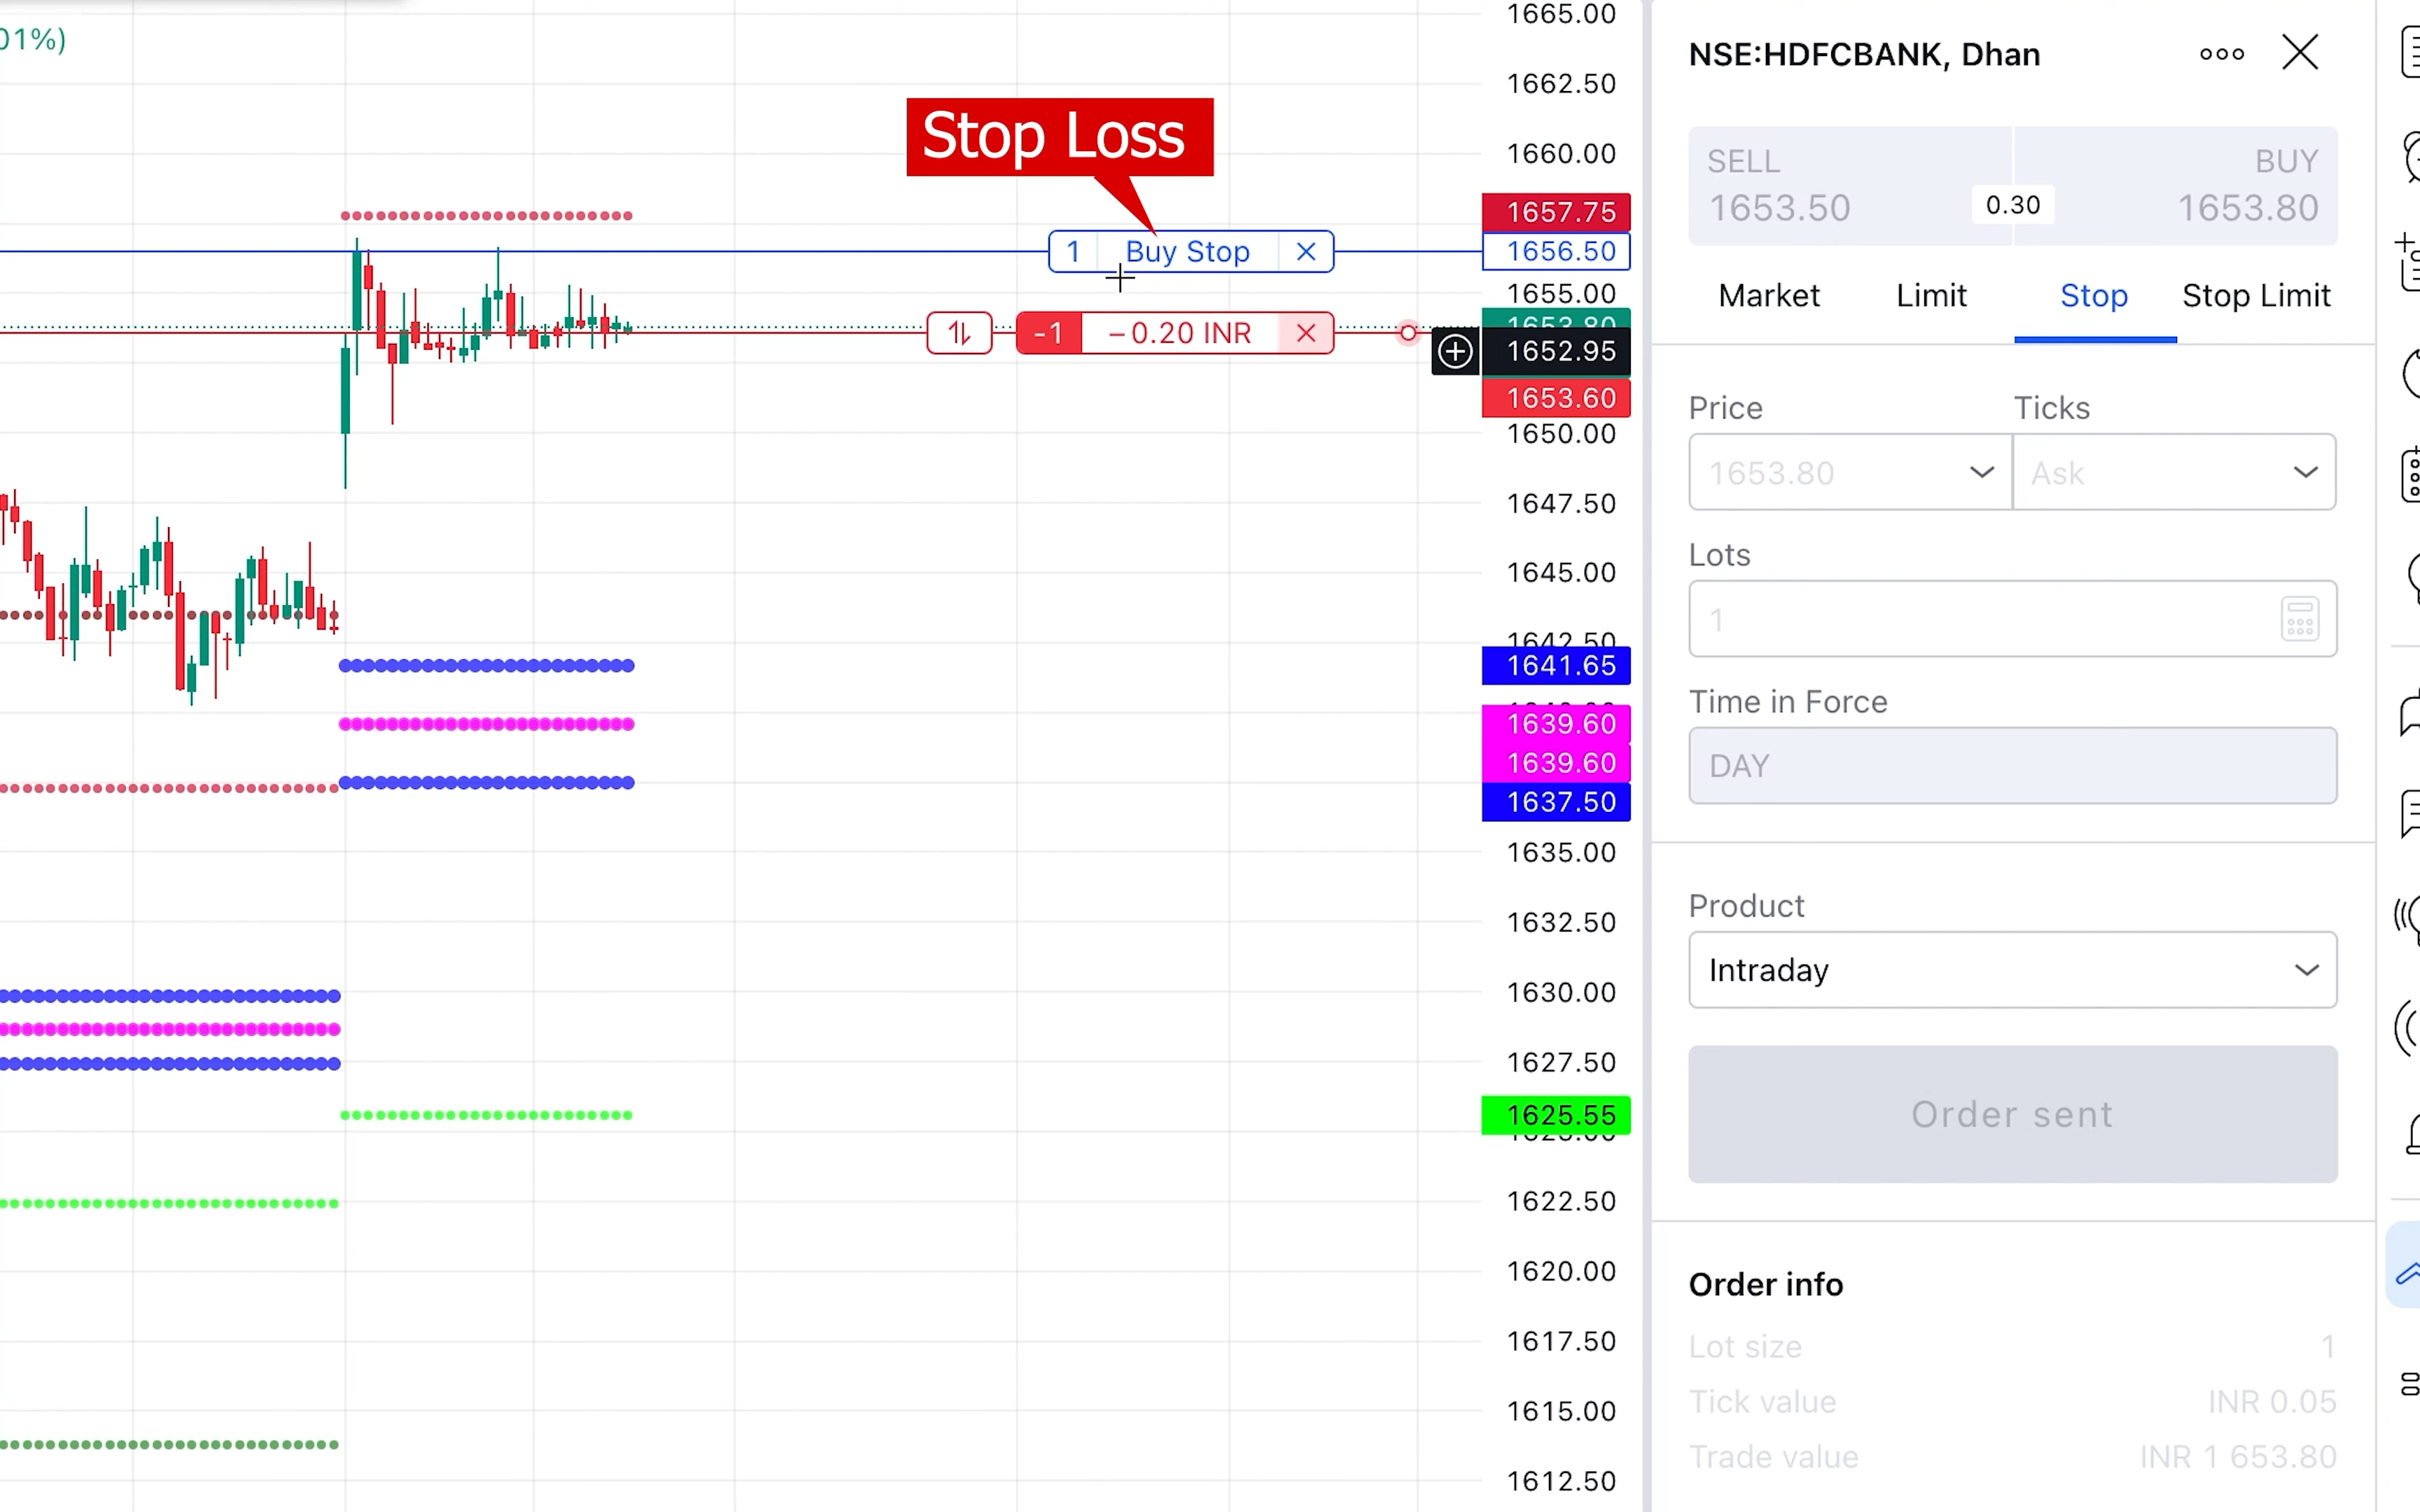 01%)
Stop Loss
1 Buy Stop
-1 −0.20 INR
1665.00
1662.50
1660.00
1657.75
1656.50
1655.00
1653.80
1652.95
1653.60
1650.00
1647.50
1645.00
1642.50
1641.65
1639.60
1639.60
1637.50
1635.00
1632.50
1630.00
1627.50
1625.55
1622.50
1620.00
1617.50
1615.00
1612.50
NSE:HDFCBANK, Dhan
SELL BUY
1653.50 0.30 1653.80
Market Limit Stop Stop Limit
Price Ticks
1653.80 Ask
Lots
1
Time in Force
DAY
Product
Intraday
Order sent
Order info
Lot size 1
Tick value INR 0.05
Trade value INR 1 653.80